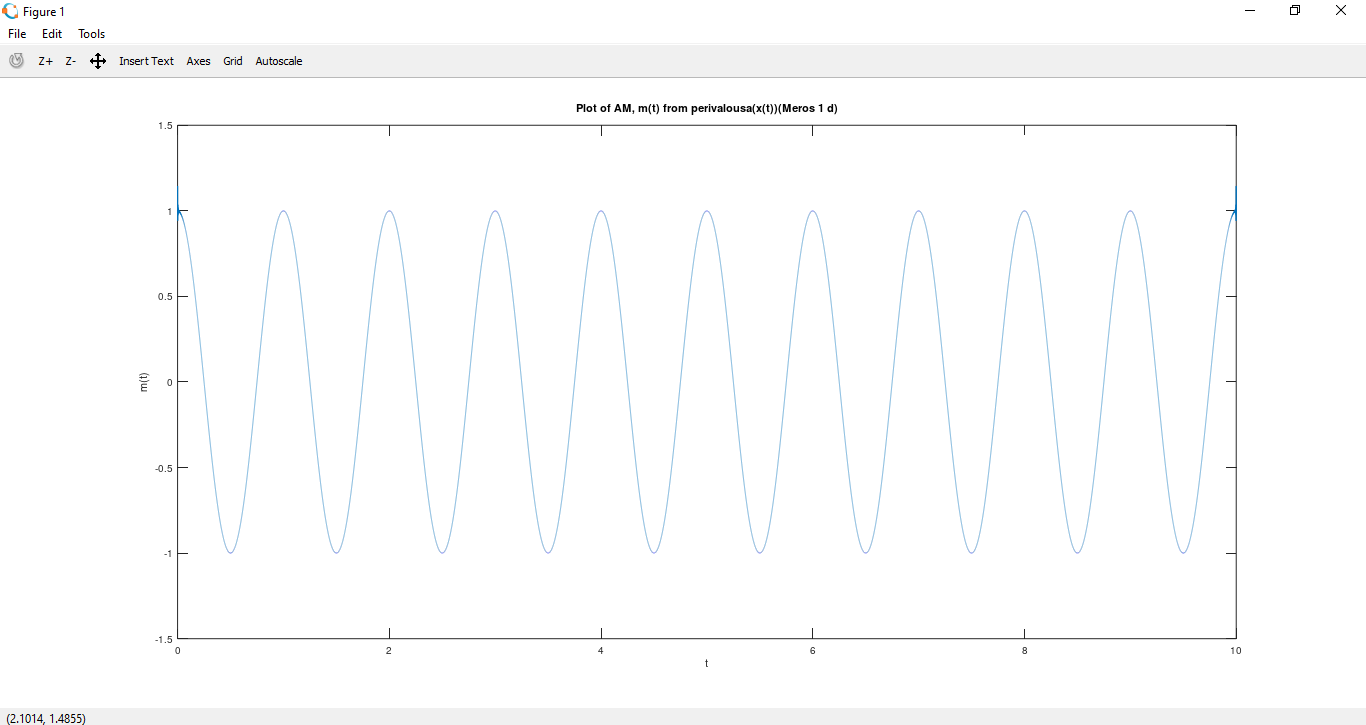 Figure 1
File Edit Tools
Z+ Z- Insert Text Axes Grid Autoscale
Plot of AM, m(t) from perivalousa(x(t))(Meros 1 d)
1.5
1
0.5
0
-0.5
-1
-1.5
m(t)
0 2 4 6 8 10
t
(2.1014, 1.4855)